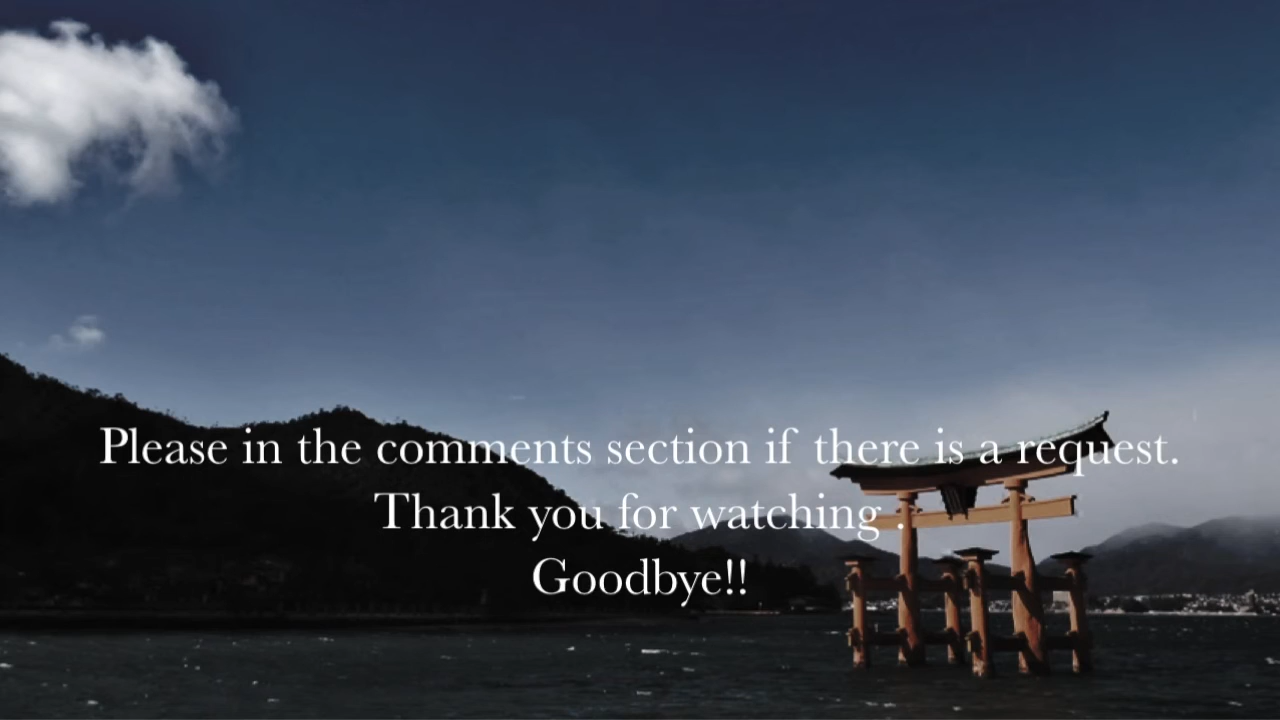 Please in the comments section if there is a request.
Thank you for watching .
Goodbye!!